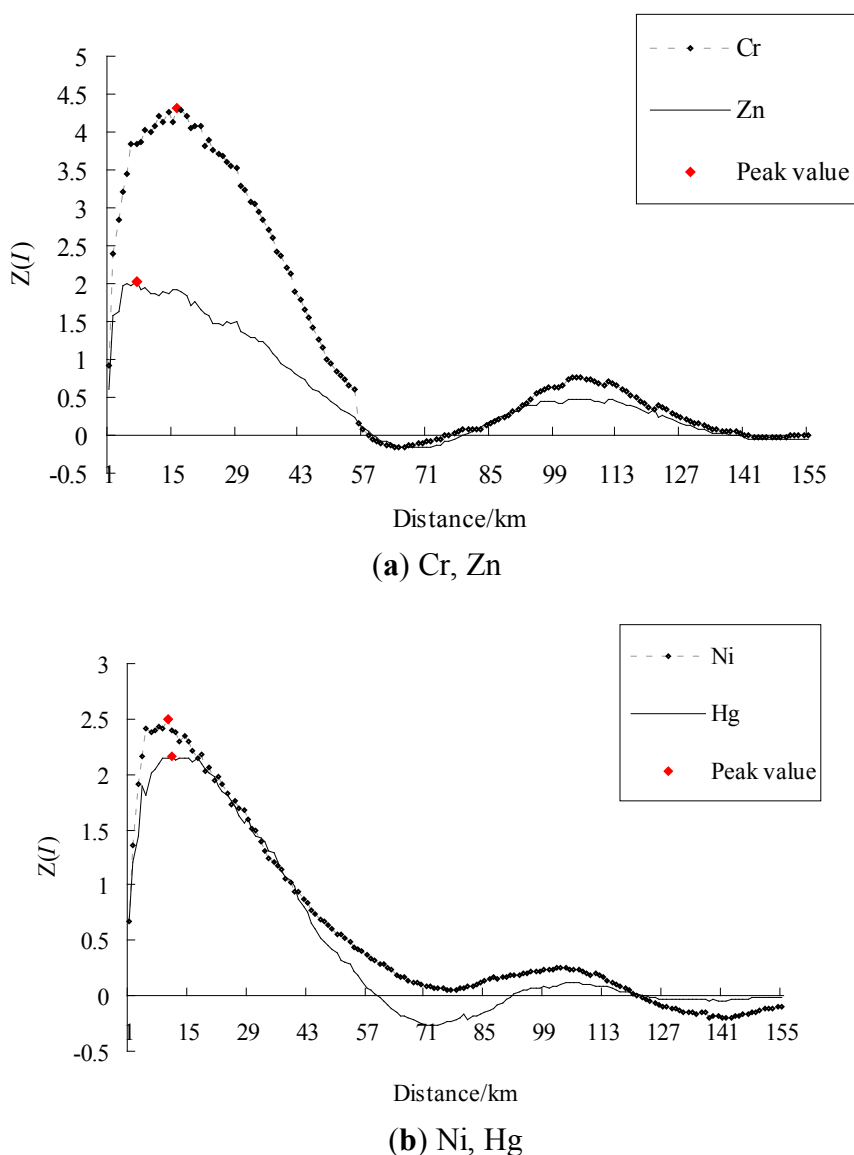 Cr
Zn
Peak value
5
4.5
4
3.5
3
2.5
2
1.5
1
0.5
0
-0.5
Z(I)
1 15 29 43 57 71 85 99 113 127 141 155
Distance/km
(a) Cr, Zn
Ni
Hg
Peak value
3
2.5
2
1.5
1
0.5
0
-0.5
Z(I)
1 15 29 43 57 71 85 99 113 127 141 155
Distance/km
(b) Ni, Hg